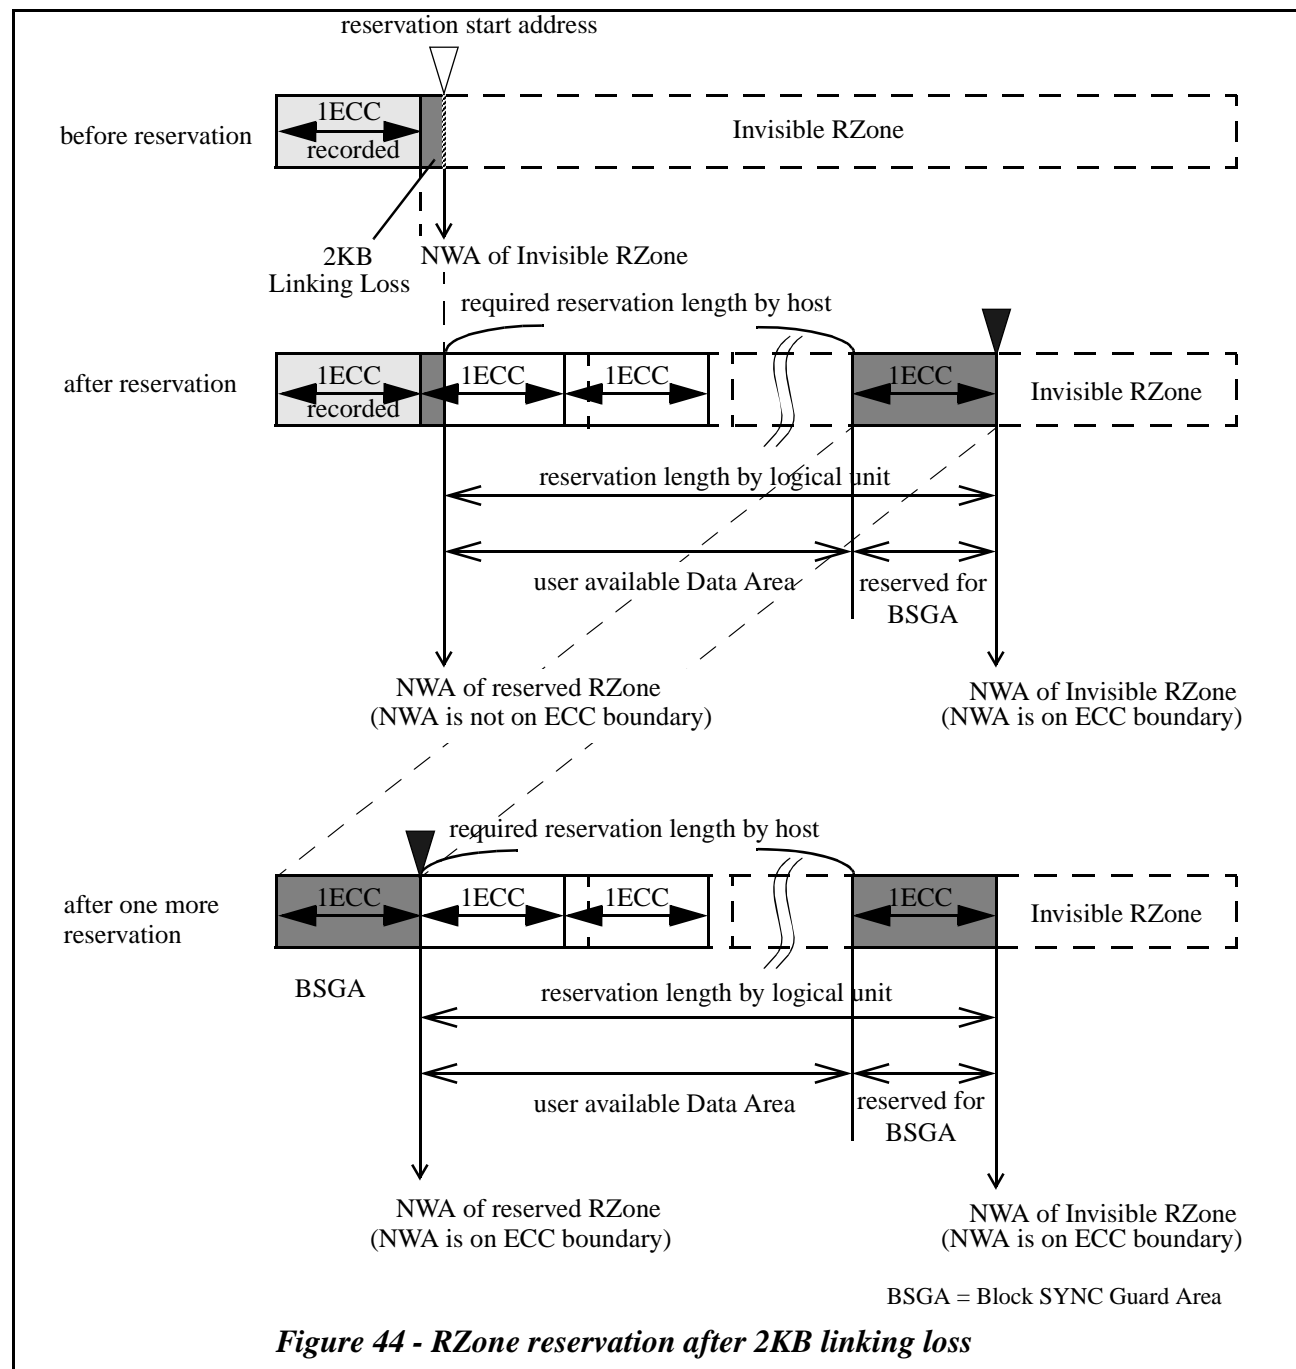 reservation start address
1ECC
before reservation
recorded
Invisible RZone
2KB
Linking Loss
NWA of Invisible RZone
required reservation length by host
after reservation
1ECC
recorded
1ECC
1ECC
1ECC
Invisible RZone
reservation length by logical unit
user available Data Area
reserved for
BSGA
NWA of reserved RZone
(NWA is not on ECC boundary)
NWA of Invisible RZone
(NWA is on ECC boundary)
required reservation length by host
after one more
reservation
1ECC
1ECC
1ECC
1ECC
Invisible RZone
BSGA
reservation length by logical unit
user available Data Area
reserved for
BSGA
NWA of reserved RZone
(NWA is on ECC boundary)
NWA of Invisible RZone
(NWA is on ECC boundary)
BSGA = Block SYNC Guard Area
Figure 44 - RZone reservation after 2KB linking loss